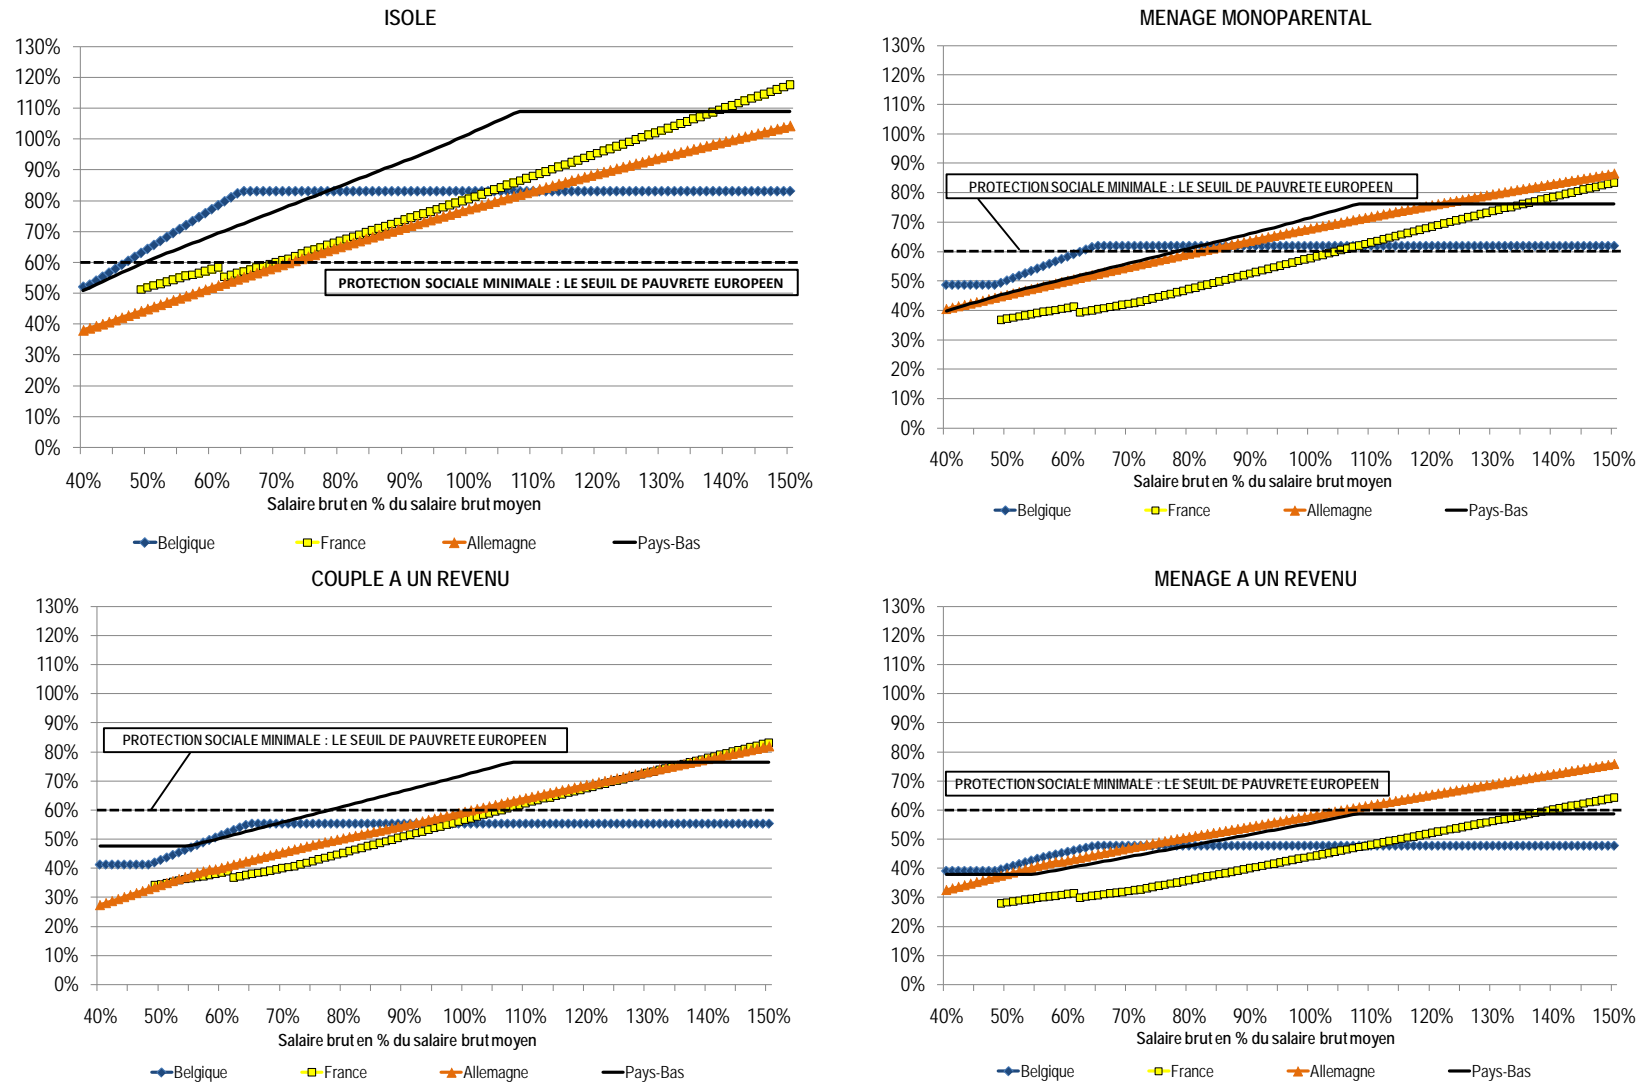 ISOLE
130%
120%
110%
100%
90%
80%
70%
60%
50%
40%
30%
20%
10%
0%
PROTECTION SOCIALE MINIMALE : LE SEUIL DE PAUVRETE EUROPEEN
40% 50% 60% 70% 80% 90% 100% 110% 120% 130% 140% 150%
Salaire brut en % du salaire brut moyen
Belgique France Allemagne Pays-Bas
MENAGE MONOPARENTAL
130%
120%
110%
100%
90%
80%
70%
60%
50%
40%
30%
20%
10%
0%
PROTECTION SOCIALE MINIMALE : LE SEUIL DE PAUVRETE EUROPEEN
40% 50% 60% 70% 80% 90% 100% 110% 120% 130% 140% 150%
Salaire brut en % du salaire brut moyen
Belgique France Allemagne Pays-Bas
COUPLE A UN REVENU
130%
120%
110%
100%
90%
80%
70%
60%
50%
40%
30%
20%
10%
0%
PROTECTION SOCIALE MINIMALE : LE SEUIL DE PAUVRETE EUROPEEN
40% 50% 60% 70% 80% 90% 100% 110% 120% 130% 140% 150%
Salaire brut en % du salaire brut moyen
Belgique France Allemagne Pays-Bas
MENAGE A UN REVENU
130%
120%
110%
100%
90%
80%
70%
60%
50%
40%
30%
20%
10%
0%
PROTECTION SOCIALE MINIMALE : LE SEUIL DE PAUVRETE EUROPEEN
40% 50% 60% 70% 80% 90% 100% 110% 120% 130% 140% 150%
Salaire brut en % du salaire brut moyen
Belgique France Allemagne Pays-Bas